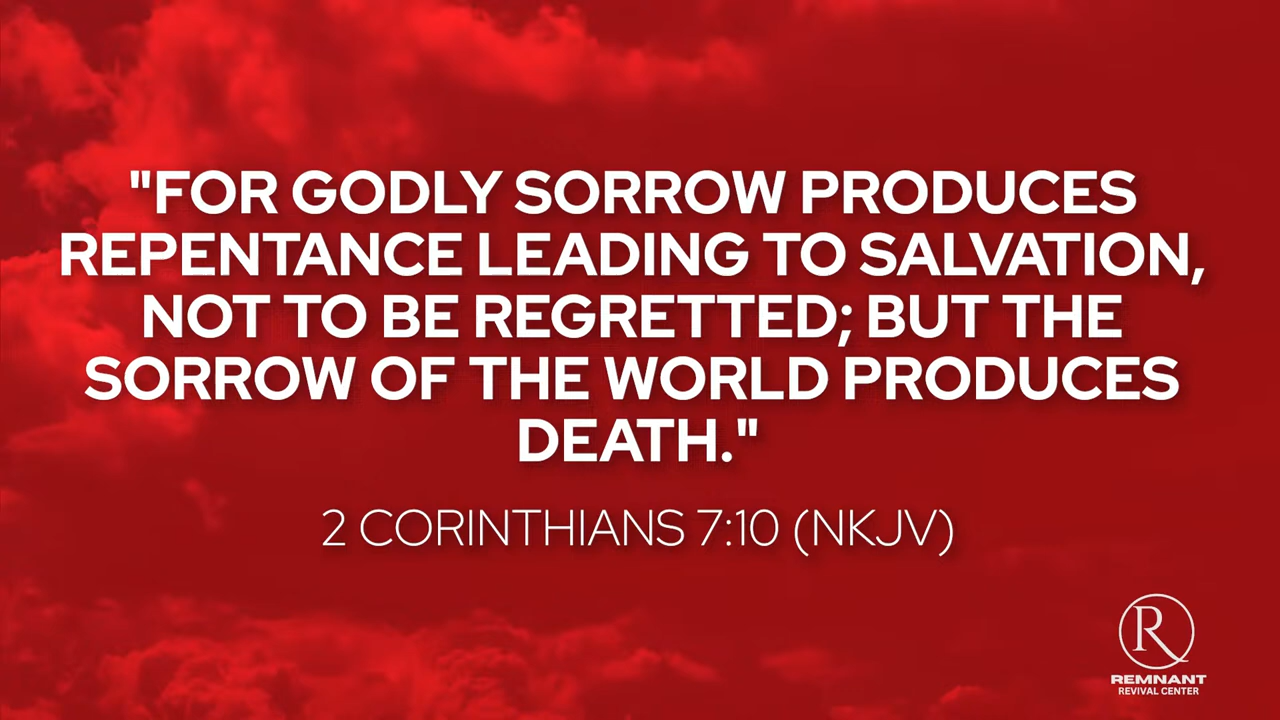 "FOR GODLY SORROW PRODUCES
REPENTANCE LEADING TO SALVATION,
NOT TO BE REGRETTED; BUT THE
SORROW OF THE WORLD PRODUCES
DEATH."
2 CORINTHIANS 7:10 (NKJV)
R
REMNANT
REVIVAL CENTER